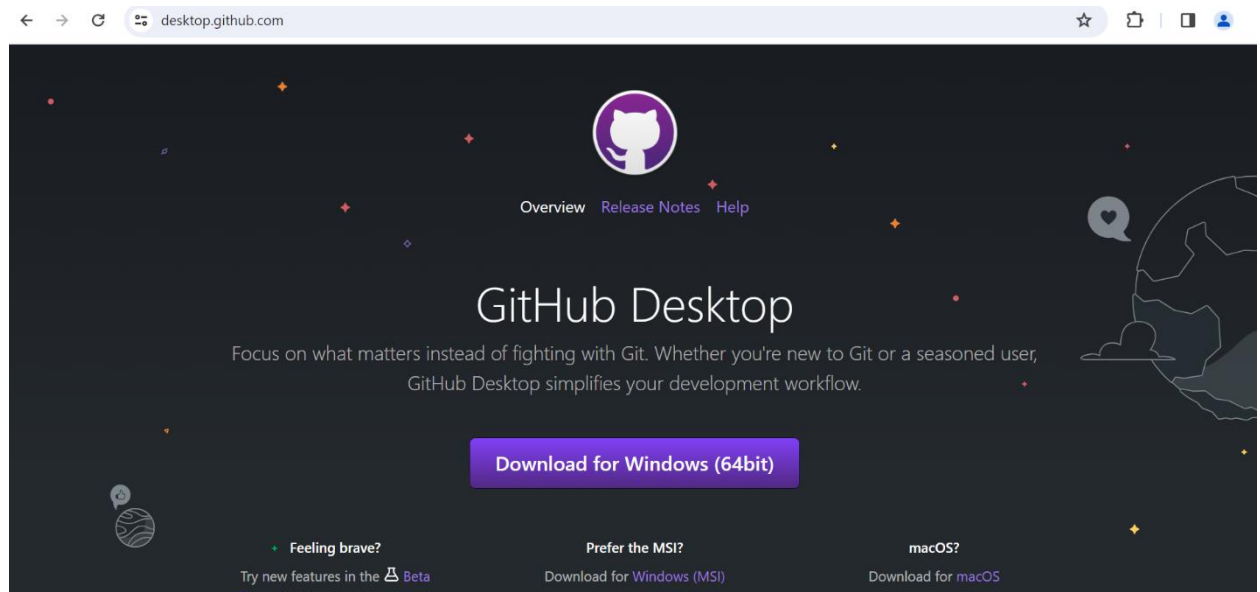 desktop.github.com
Overview Release Notes Help
GitHub Desktop
Focus on what matters instead of fighting with Git. Whether you're new to Git or a seasoned user,
GitHub Desktop simplifies your development workflow.
Download for Windows (64bit)
Feeling brave?
Try new features in the Beta
Prefer the MSI?
Download for Windows (MSI)
macOS?
Download for macOS